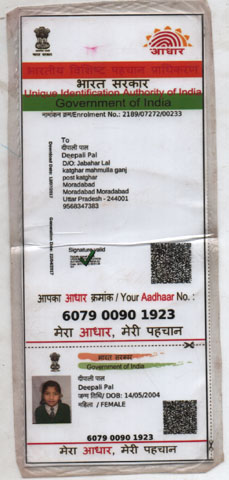 आधार
भारतीय विशिष्ट पहचान प्राधिकरण
भारत सरकार
Unique Identification Authority of India
Government of India
नामांकन क्रम/Enrolment No.: 2189/07272/00233
To
दीपाली पाल
Deepali Pal
D/O: Jabahar Lal
katghar mahmulla ganj
post katghar
Moradabad
Moradabad Moradabad
Uttar Pradesh - 244001
9568347383
Signature valid
आपका आधार क्रमांक / Your Aadhaar No. :
6079 0090 1923
मेरा आधार, मेरी पहचान
भारत सरकार
Government of India
दीपाली पाल
Deepali Pal
जन्म तिथि/ DOB: 14/05/2004
महिला / FEMALE
6079 0090 1923
मेरा आधार, मेरी पहचान